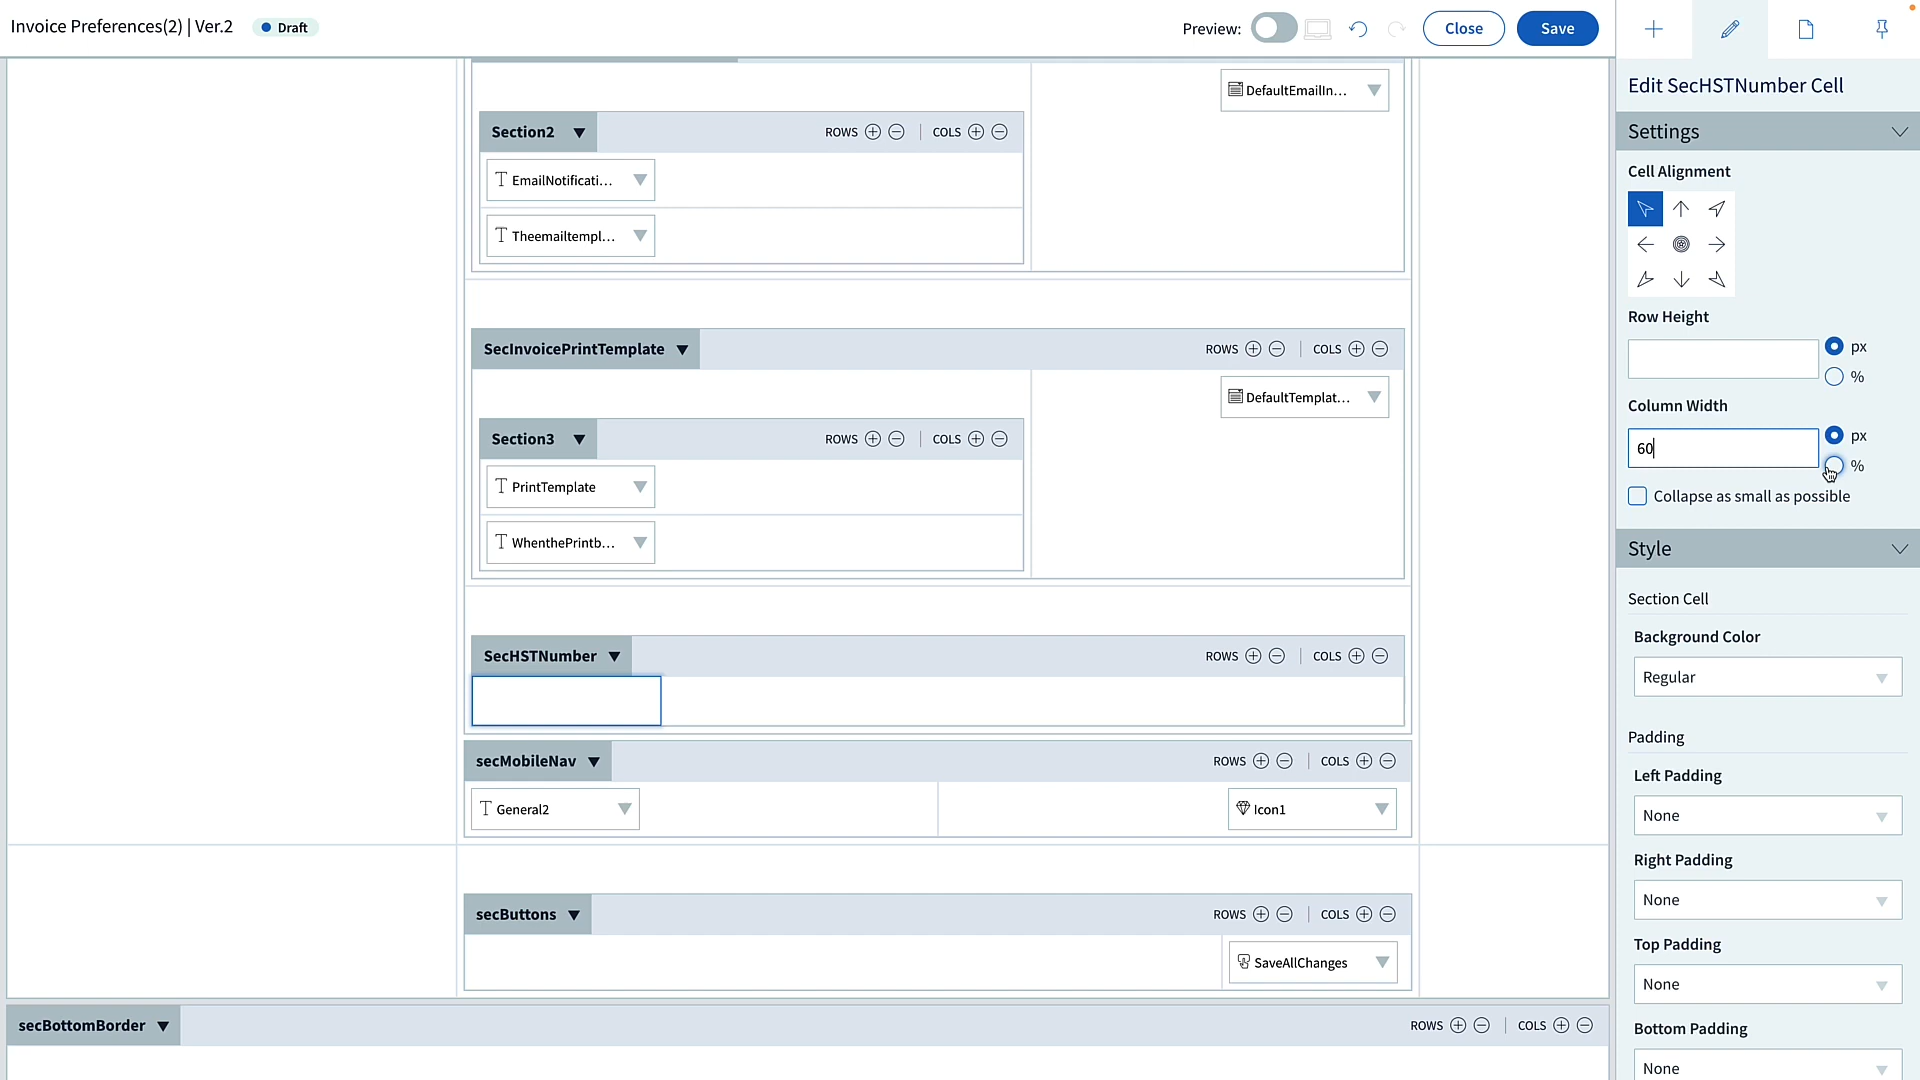 Invoice Preferences(2) | Ver.2
Draft
Preview:
Close
Save
DefaultEmailIn...
Section2
ROWS
COLS
EmailNotificati...
Theemailtempl...
SecInvoicePrintTemplate
ROWS
COLS
DefaultTemplat...
Section3
ROWS
COLS
PrintTemplate
WhenthePrintb...
SecHSTNumber
ROWS
COLS
secMobileNav
ROWS
COLS
General2
Icon1
secButtons
ROWS
COLS
SaveAllChanges
secBottomBorder
ROWS
COLS
Edit SecHSTNumber Cell
Settings
Cell Alignment
Row Height
px
%
Column Width
60
px
%
Collapse as small as possible
Style
Section Cell
Background Color
Regular
Padding
Left Padding
None
Right Padding
None
Top Padding
None
Bottom Padding
None